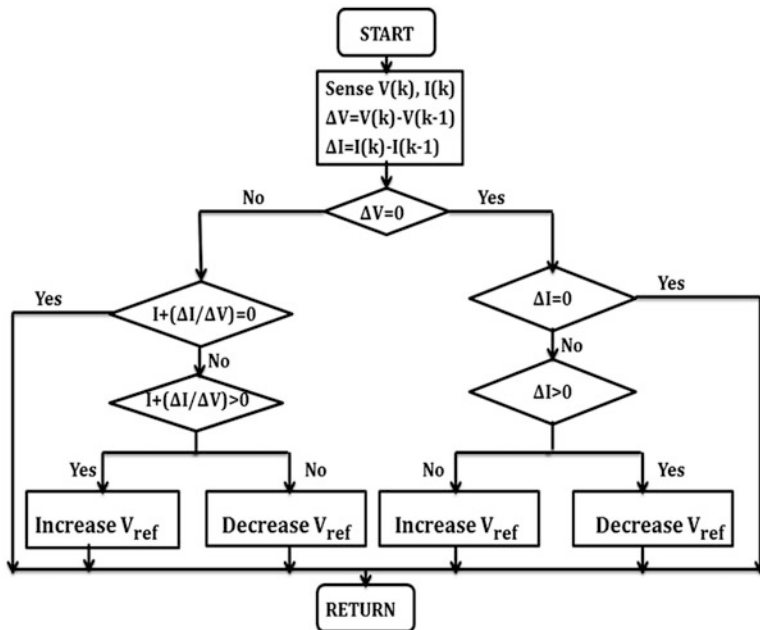 START
Sense V(k), I(k)
ΔV=V(k)-V(k-1)
ΔI=I(k)-I(k-1)
No
Yes
ΔV=0
Yes
I+(ΔI/ΔV)=0
ΔI=0
Yes
No
No
I+(ΔI/ΔV)>0
ΔI>0
Yes
No
No
Yes
Increase Vref
Decrease Vref
Increase Vref
Decrease Vref
RETURN